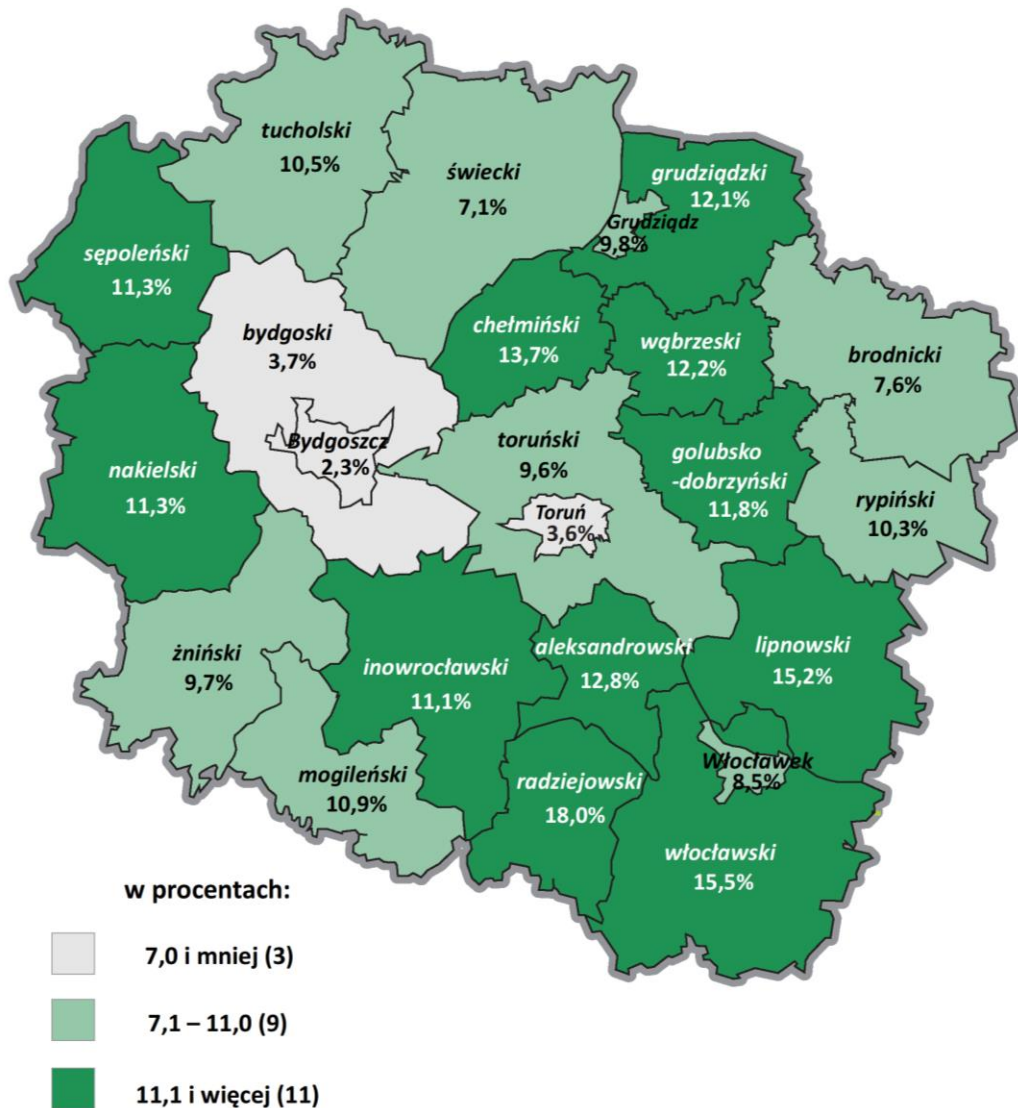 tucholski
10,5%
świecki
7,1%
grudziądzki
12,1%
Grudziądz
9,8%
sępoleński
11,3%
bydgoski
3,7%
chełmiński
13,7%
wąbrzeski
12,2%
brodnicki
7,6%
Bydgoszcz
2,3%
nakielski
11,3%
toruński
9,6%
golubsko
-dobrzyński
11,8%
rypiński
10,3%
Toruń
3,6%
żniński
9,7%
inowrocławski
11,1%
aleksandrowski
12,8%
lipnowski
15,2%
mogileński
10,9%
radziejowski
18,0%
Włocławek
8,5%
włocławski
15,5%
w procentach:
7,0 i mniej (3)
7,1 – 11,0 (9)
11,1 i więcej (11)